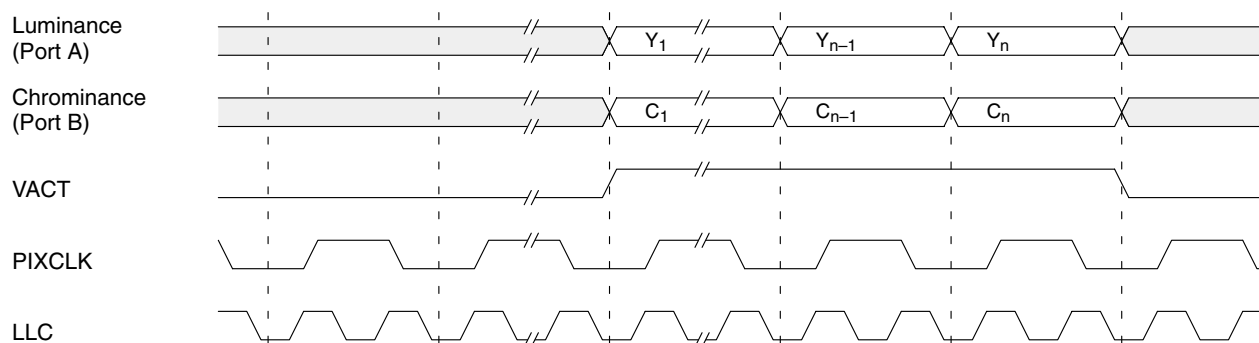 Luminance
(Port A)
Y1
Yn–1
Yn
Chrominance
(Port B)
C1
Cn–1
Cn
VACT
PIXCLK
LLC